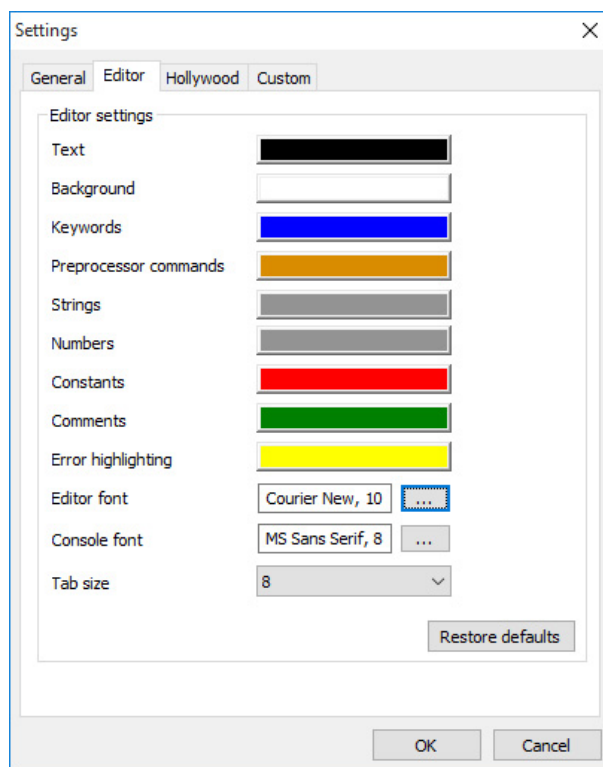 Settings
General Editor Hollywood Custom
Editor settings
Text
Background
Keywords
Preprocessor commands
Strings
Numbers
Constants
Comments
Error highlighting
Editor font Courier New, 10 ...
Console font MS Sans Serif, 8 ...
Tab size 8
Restore defaults
OK Cancel